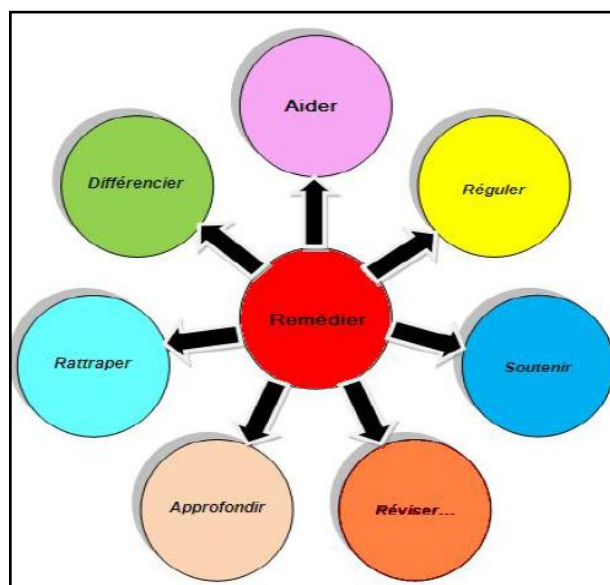 Aider
Différencier
Réguler
Remédier
Rattraper
Soutenir
Approfondir
Réviser...